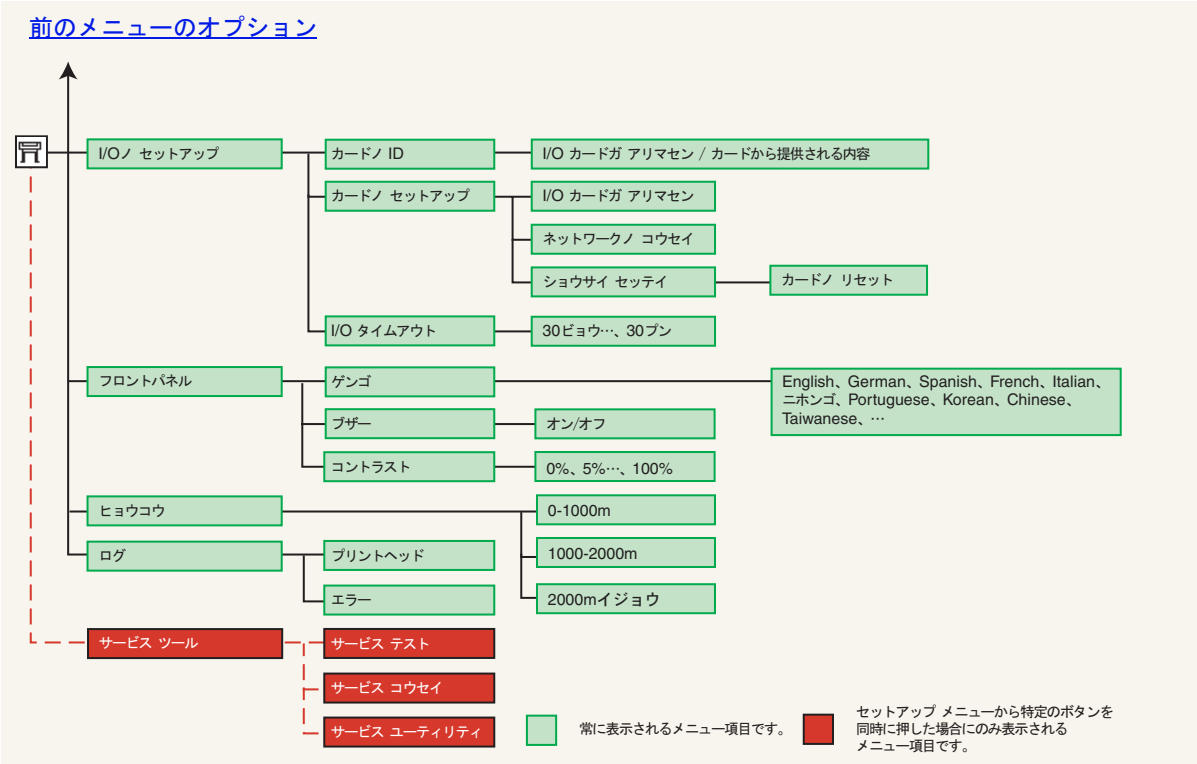 前のメニューのオプション
I/Oノ セットアップ
カードノ ID
I/O カードガ アリマセン / カードから提供される内容
カードノ セットアップ
I/O カードガ アリマセン
ネットワークノ コウセイ
ショウサイ セッテイ
カードノ リセット
I/O タイムアウト
30ビョウ…、30プン
フロントパネル
ゲンゴ
English、German、Spanish、French、Italian、
ニホンゴ、Portuguese、Korean、Chinese、
Taiwanese、…
ブザー
オン/オフ
コントラスト
0%、5%…、100%
ヒョウコウ
0-1000m
1000-2000m
2000mイジョウ
ログ
プリントヘッド
エラー
サービス ツール
サービス テスト
サービス コウセイ
サービス ユーティリティ
常に表示されるメニュー項目です。
セットアップ メニューから特定のボタンを
同時に押した場合にのみ表示される
メニュー項目です。